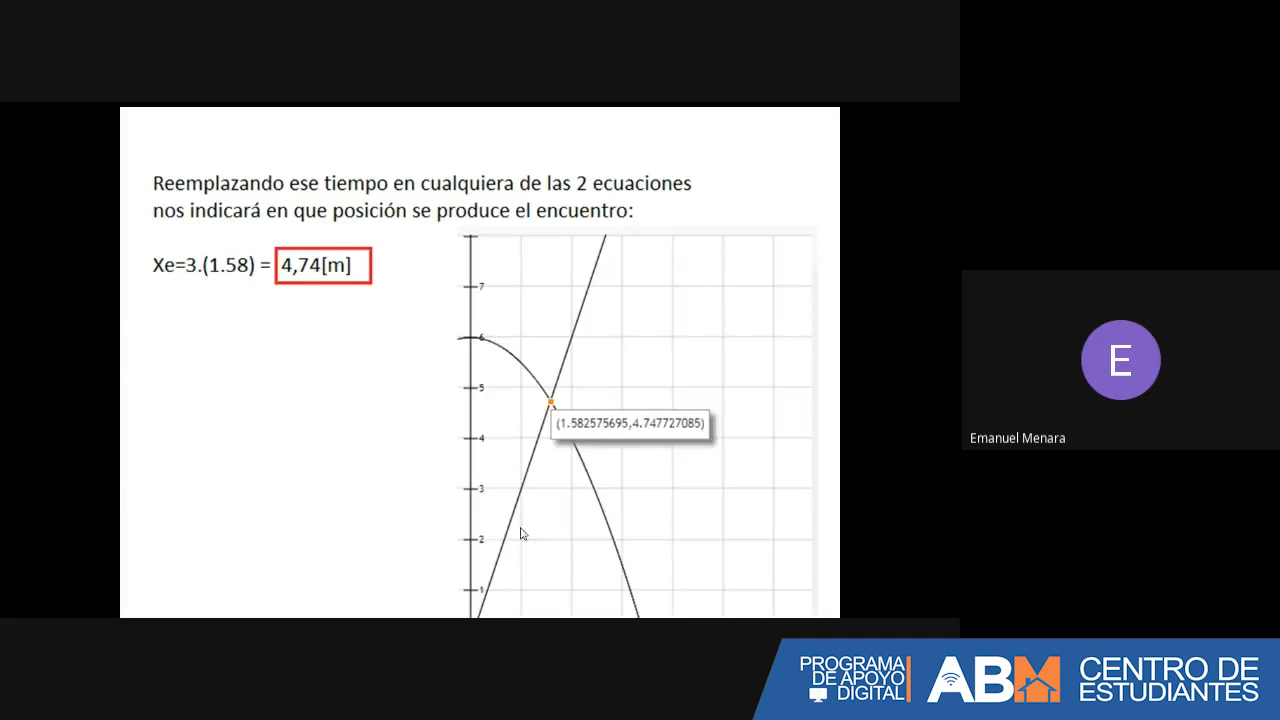 Reemplazando ese tiempo en cualquiera de las 2 ecuaciones
nos indicará en que posición se produce el encuentro:
Xe=3.(1.58) = 4,74[m]
7
6
5
(1.582575695,4.747727085)
4
3
2
1
E
Emanuel Menara
PROGRAMA
DE APOYO
DIGITAL
ABM
CENTRO DE
ESTUDIANTES